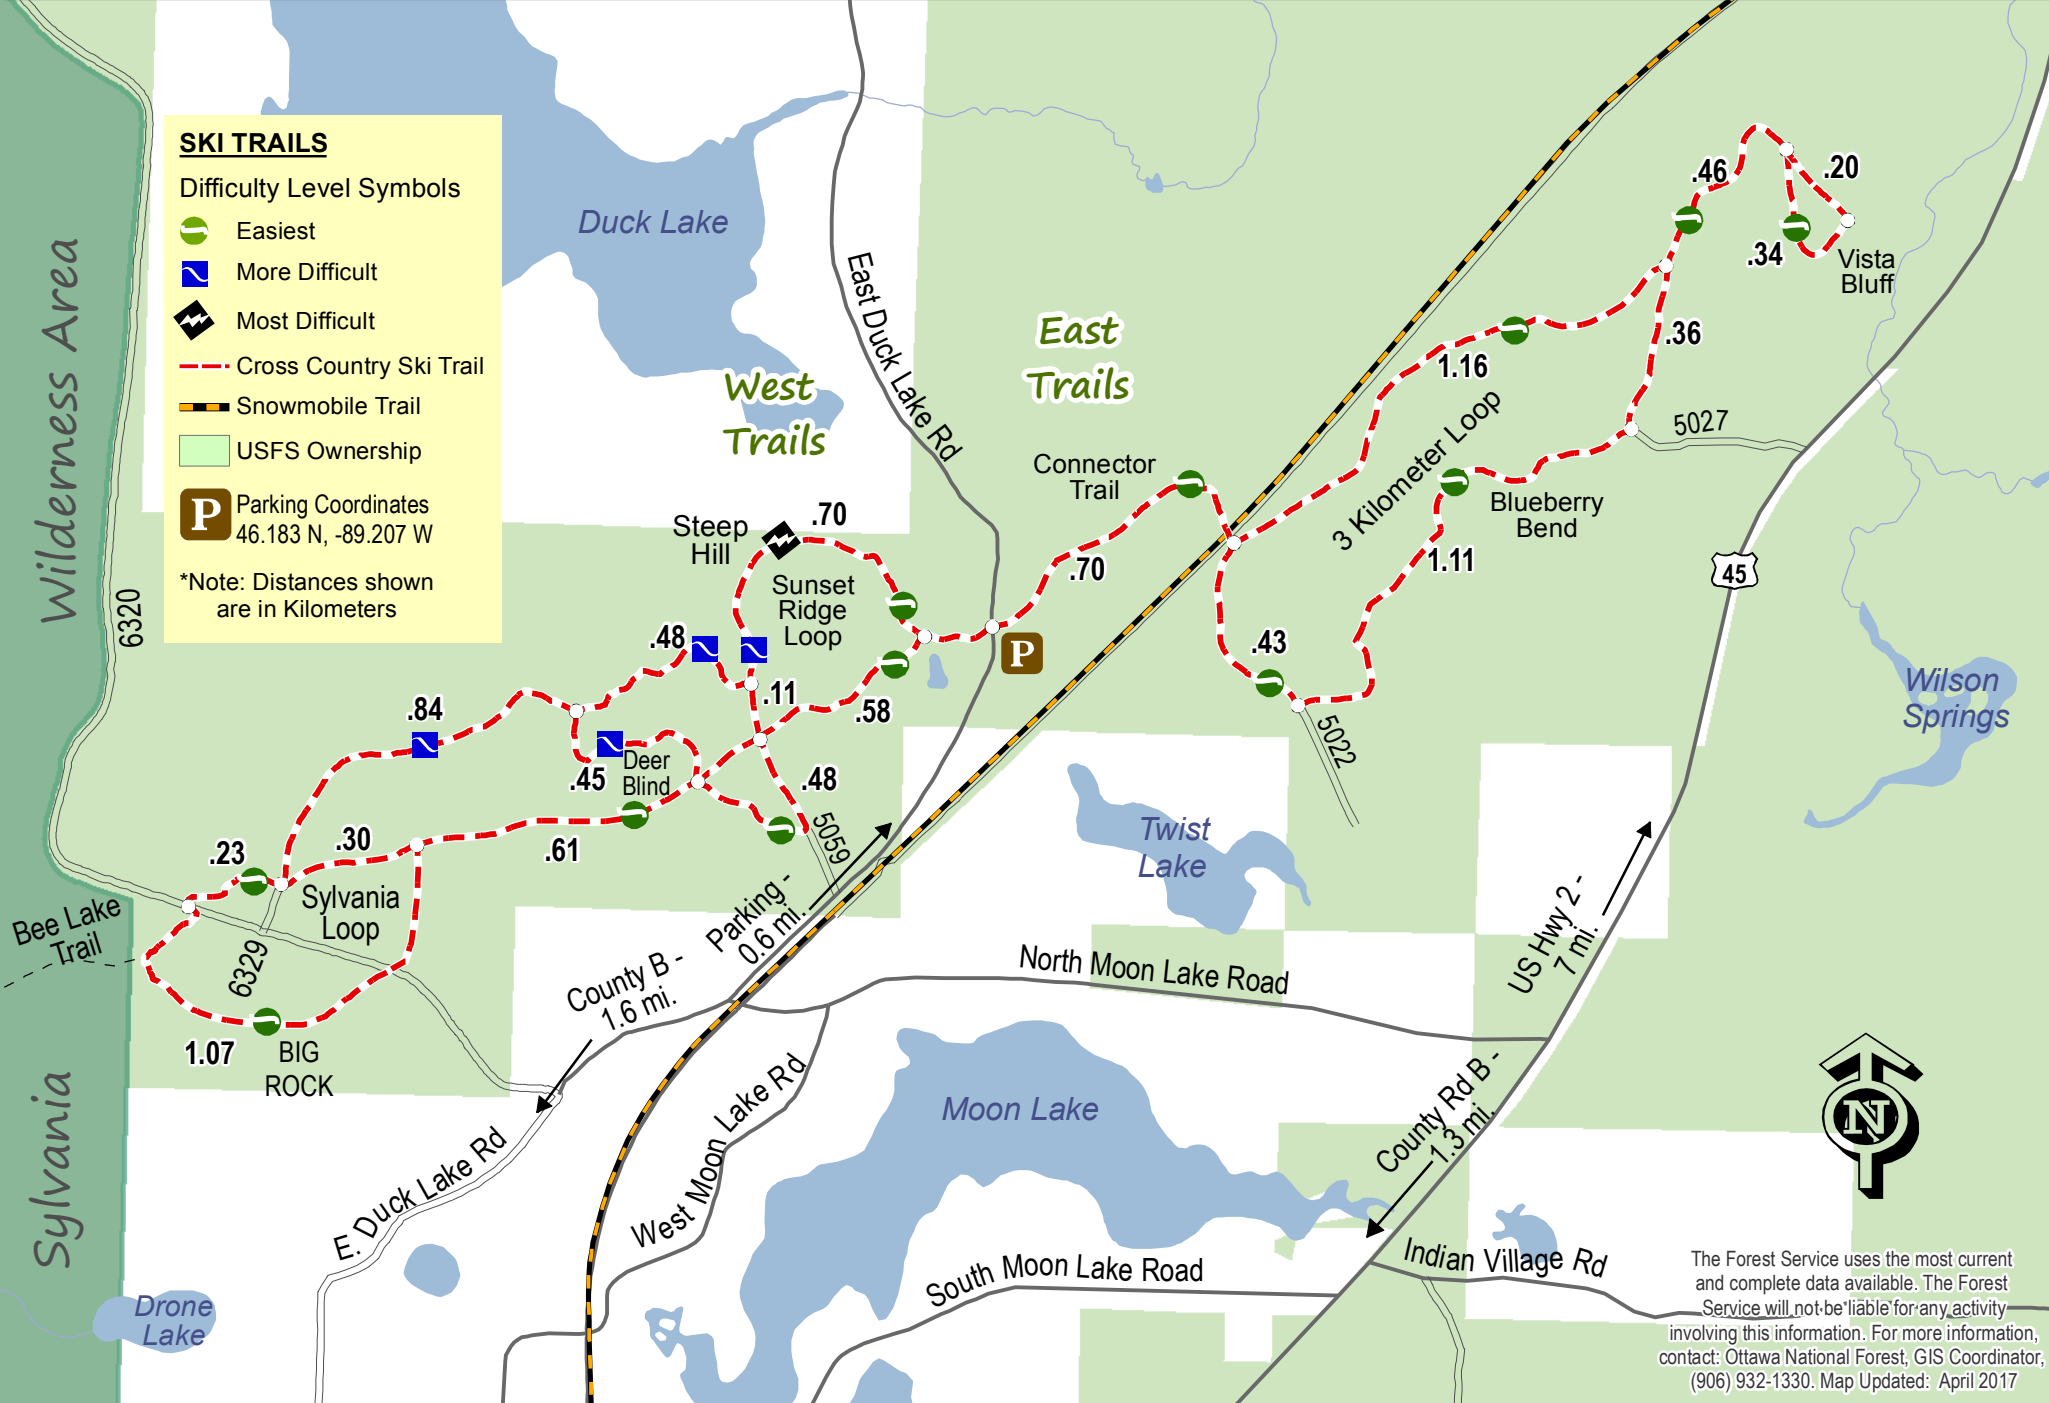 SKI TRAILS
Difficulty Level Symbols
Easiest
More Difficult
Most Difficult
Cross Country Ski Trail
Snowmobile Trail
USFS Ownership
P
Parking Coordinates
46.183 N, -89.207 W
*Note: Distances shown
are in Kilometers
Wilderness Area
Sylvania
6320
Duck Lake
East Duck Lake Rd
West
Trails
East
Trails
Connector
Trail
.70
Steep
Hill
.70
Sunset
Ridge
Loop
P
.48
.11
.58
.84
.45
Deer
Blind
.48
5059
.61
.30
.23
Sylvania
Loop
6329
Bee Lake
Trail
1.07
BIG
ROCK
.46
.20
.34
Vista
Bluff
.36
1.16
3 Kilometer Loop
5027
Blueberry
Bend
1.11
.43
5022
45
Wilson
Springs
Twist
Lake
Parking -
0.6 mi.
County B -
1.6 mi.
North Moon Lake Road
US Hwy 2 -
7 mi.
County Rd B -
1.3 mi.
West Moon Lake Rd
Moon Lake
E. Duck Lake Rd
South Moon Lake Road
Indian Village Rd
Drone
Lake
N
The Forest Service uses the most current
and complete data available. The Forest
Service will not be liable for any activity
involving this information. For more information,
contact: Ottawa National Forest, GIS Coordinator,
(906) 932-1330. Map Updated: April 2017